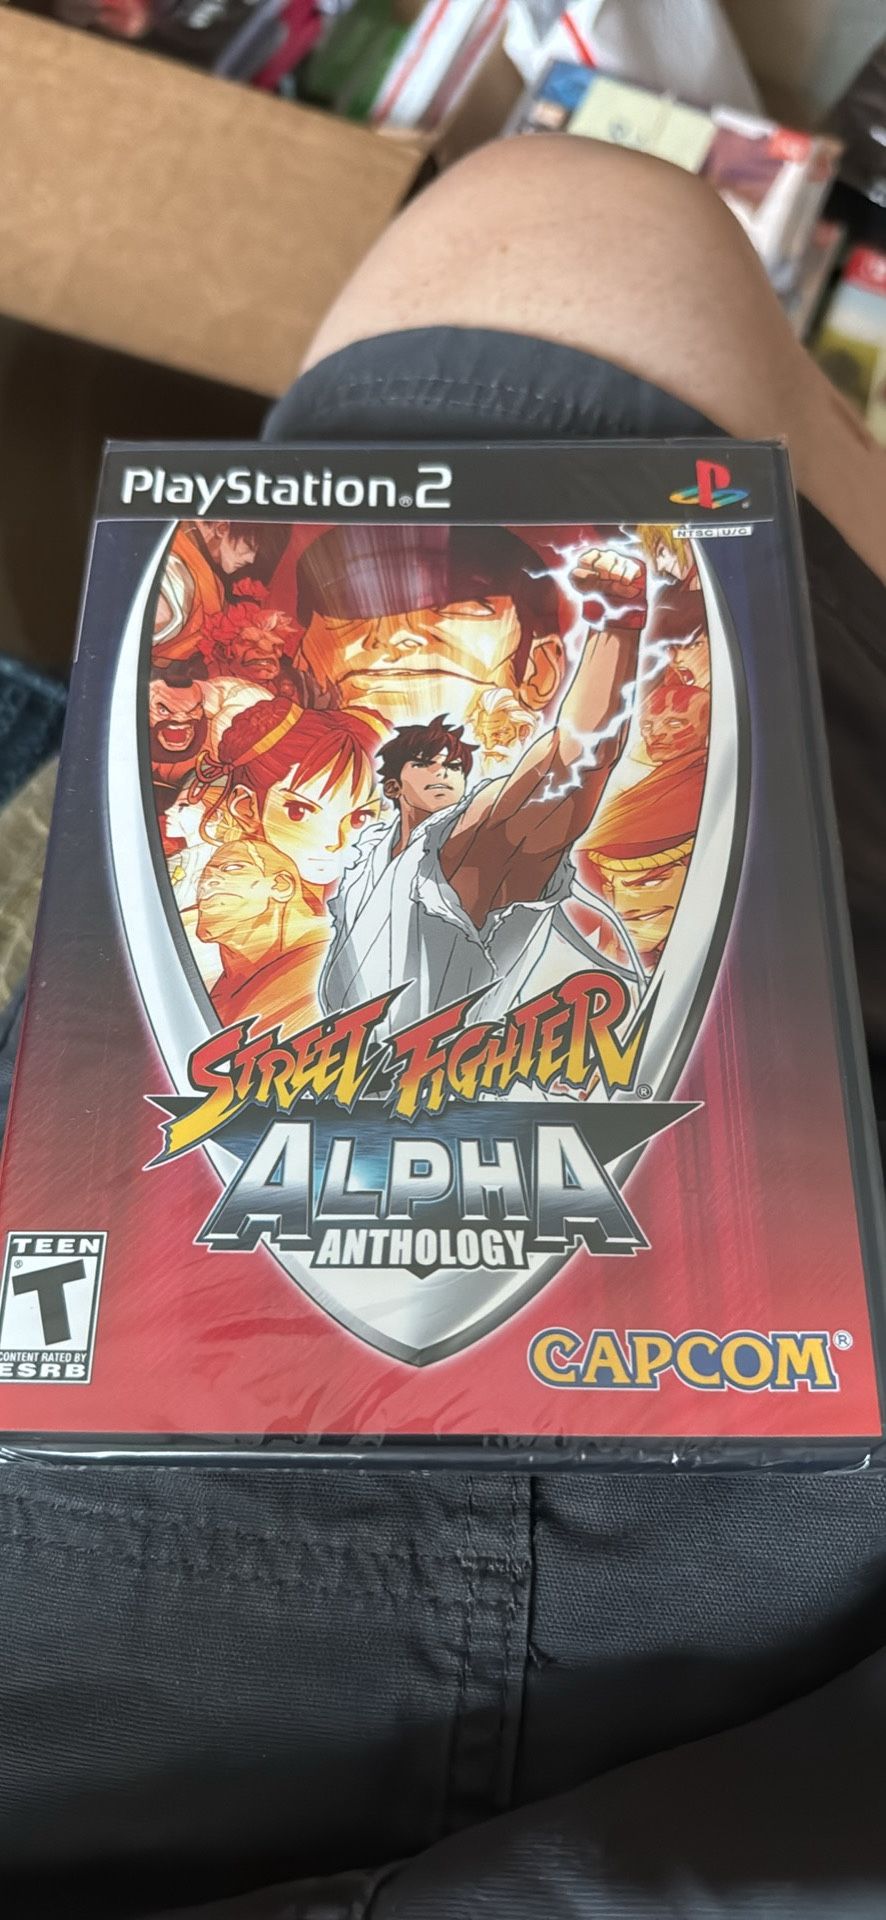 PlayStation®2
NTSC U/C
STREET FIGHTER®
ALPHA
ANTHOLOGY
TEEN
T
®
CONTENT RATED BY
ESRB
CAPCOM®